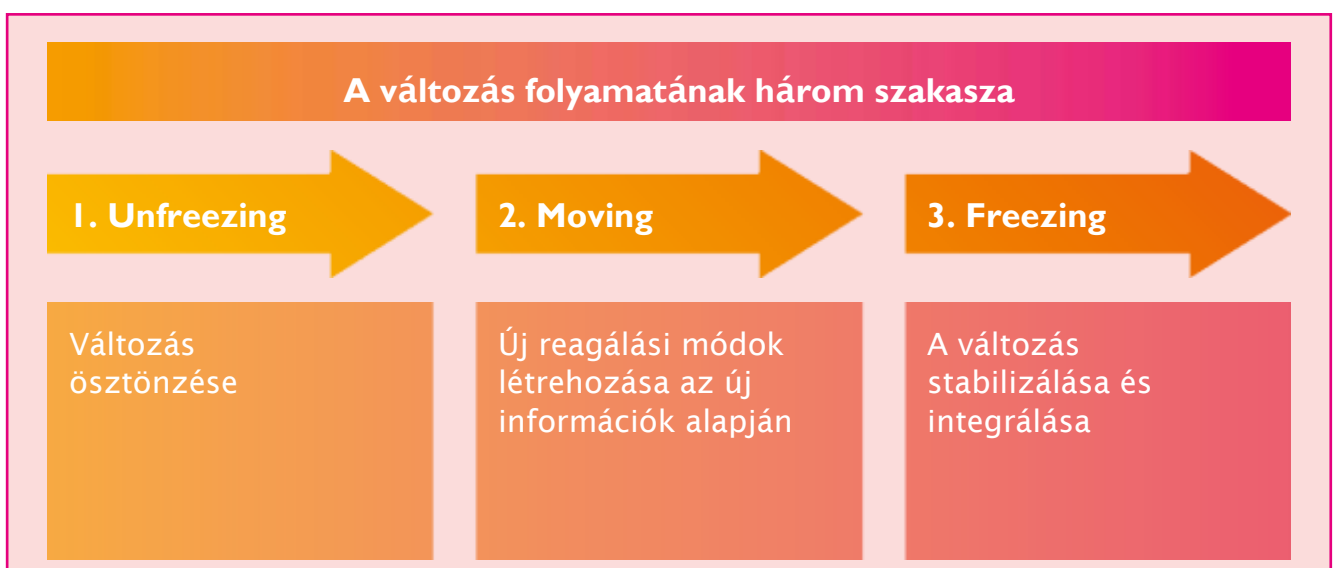 A változás folyamatának három szakasza
1. Unfreezing
Változás
ösztönzése
2. Moving
Új reagálási módok
létrehozása az új
információk alapján
3. Freezing
A változás
stabilizálása és
integrálása